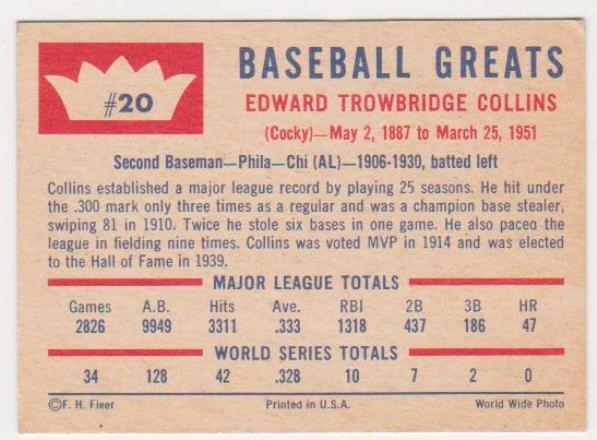 #20
BASEBALL GREATS
EDWARD TROWBRIDGE COLLINS
(Cocky)—May 2, 1887 to March 25, 1951
Second Baseman—Phila—Chi (AL)—1906-1930, batted left
Collins established a major league record by playing 25 seasons. He hit under
the .300 mark only three times as a regular and was a champion base stealer,
swiping 81 in 1910. Twice he stole six bases in one game. He also paced the
league in fielding nine times. Collins was voted MVP in 1914 and was elected
to the Hall of Fame in 1939.
MAJOR LEAGUE TOTALS
Games A.B. Hits Ave. RBI 2B 3B HR
2826 9949 3311 .333 1318 437 186 47
WORLD SERIES TOTALS
34 128 42 .328 10 7 2 0
©F. H. Fleer Printed in U.S.A. World Wide Photo